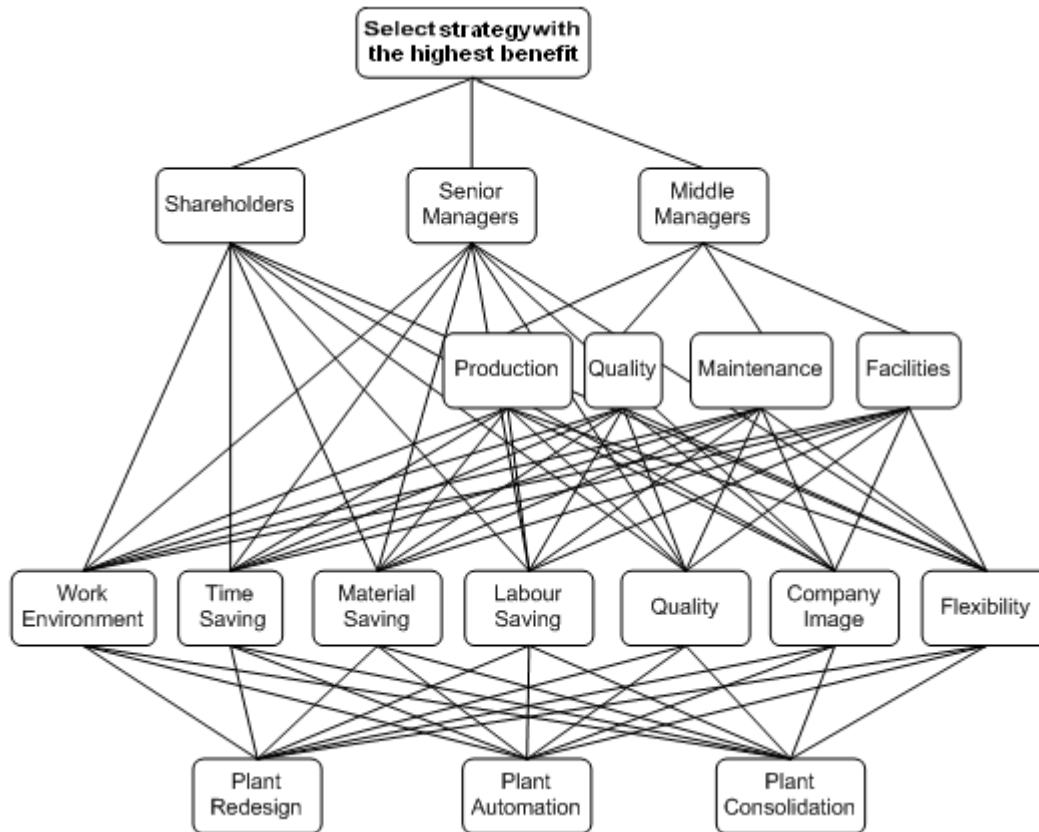 Select strategy with
the highest benefit
Shareholders
Senior
Managers
Middle
Managers
Production
Quality
Maintenance
Facilities
Work
Environment
Time
Saving
Material
Saving
Labour
Saving
Quality
Company
Image
Flexibility
Plant
Redesign
Plant
Automation
Plant
Consolidation